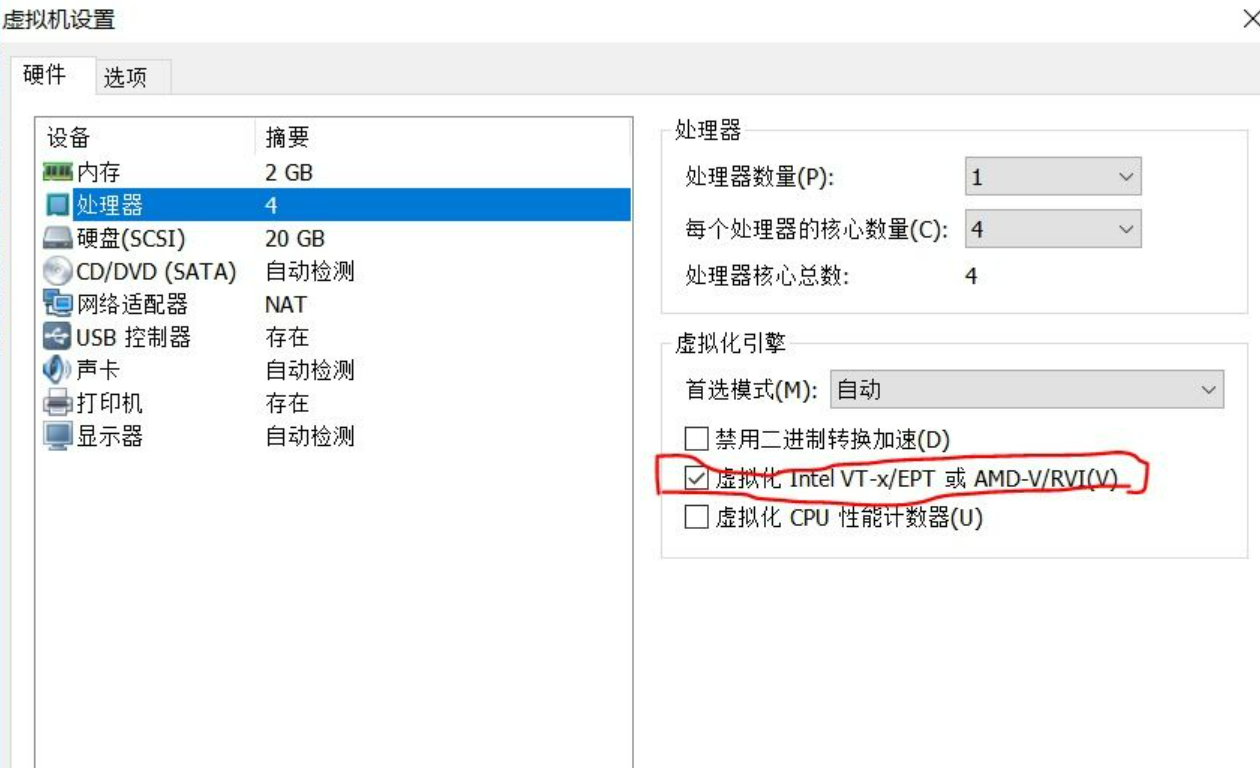 虚拟机设置
硬件 选项
设备 摘要
内存 2 GB
处理器 4
硬盘(SCSI) 20 GB
CD/DVD (SATA) 自动检测
网络适配器 NAT
USB 控制器 存在
声卡 自动检测
打印机 存在
显示器 自动检测
处理器
处理器数量(P): 1
每个处理器的核心数量(C): 4
处理器核心总数: 4
虚拟化引擎
首选模式(M): 自动
禁用二进制转换加速(D)
虚拟化 Intel VT-x/EPT 或 AMD-V/RVI(V)
虚拟化 CPU 性能计数器(U)